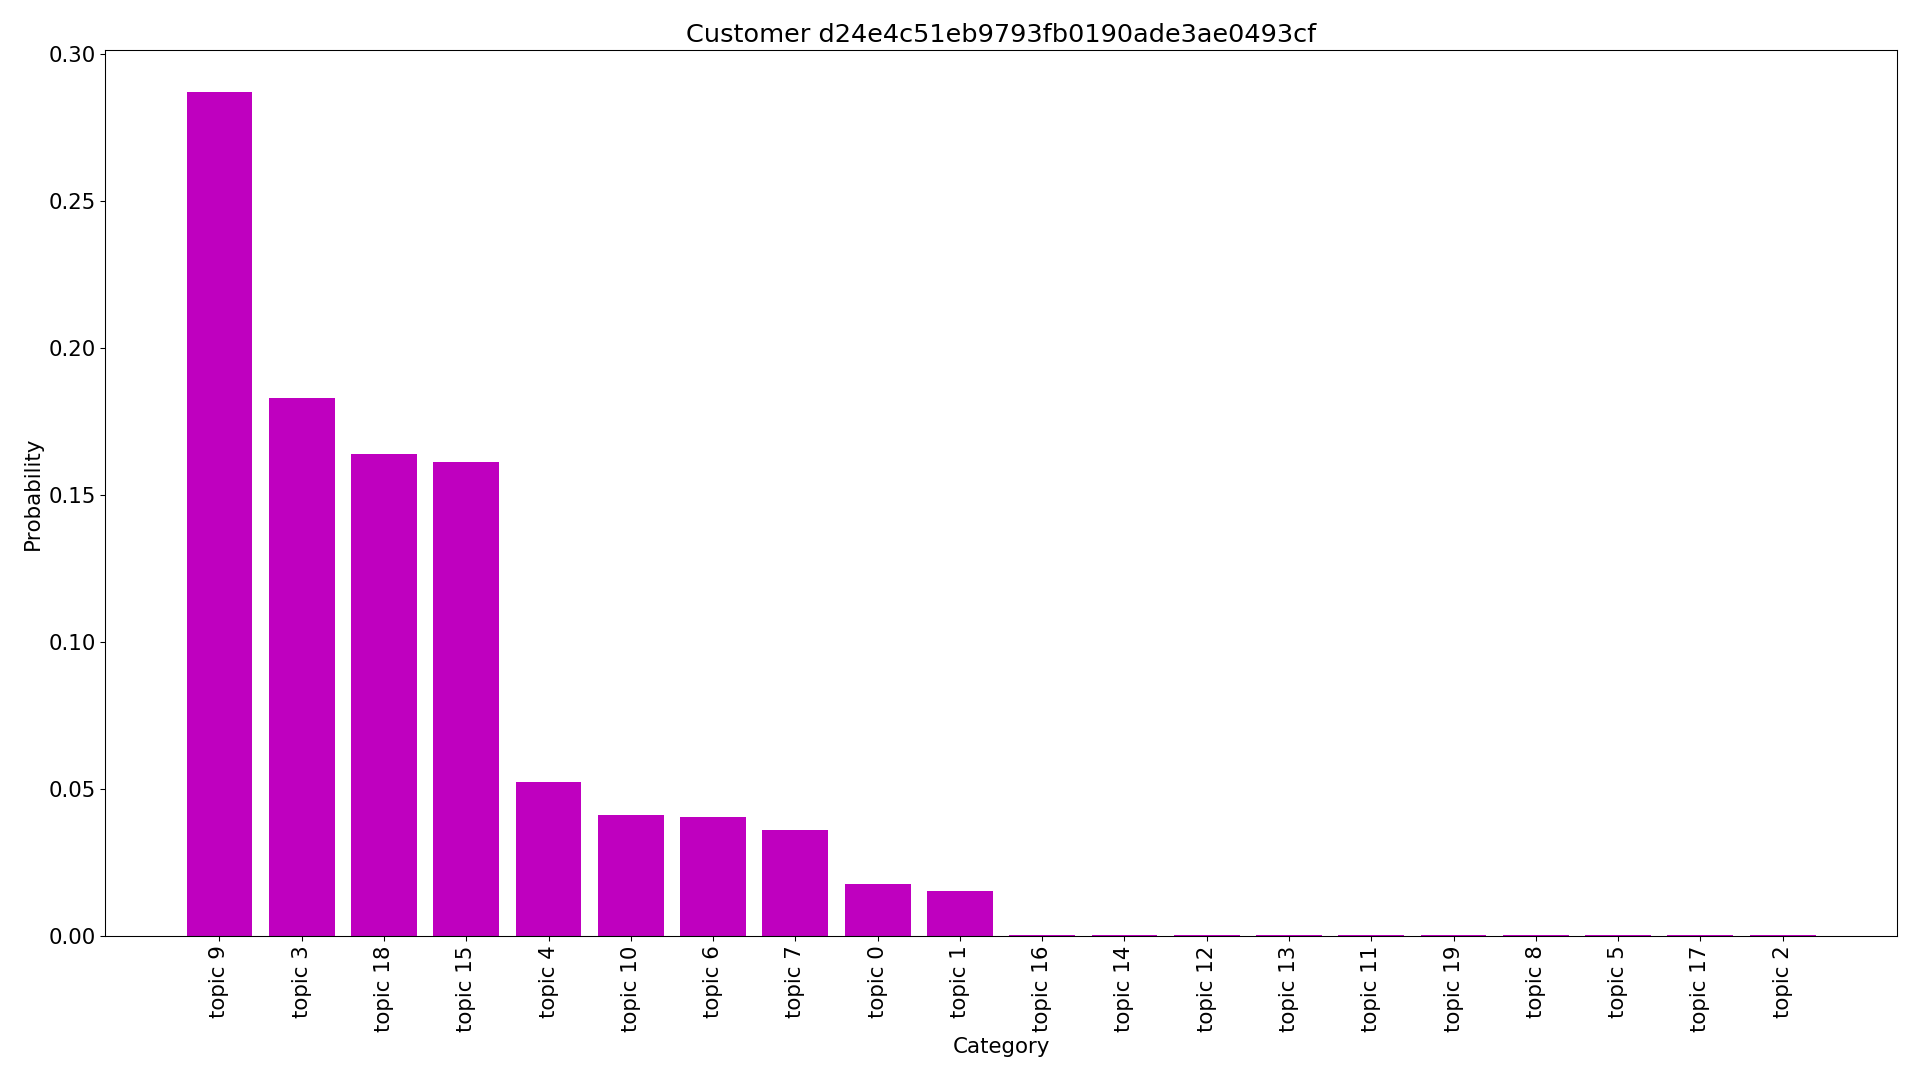 Customer d24e4c51eb9793fb0190ade3ae0493cf
0.30
0.25
0.20
0.15
0.10
0.05
0.00
Probability
topic 9
topic 3
topic 18
topic 15
topic 4
topic 10
topic 6
topic 7
topic 0
topic 1
topic 16
topic 14
topic 12
topic 13
topic 11
topic 19
topic 8
topic 5
topic 17
topic 2
Category